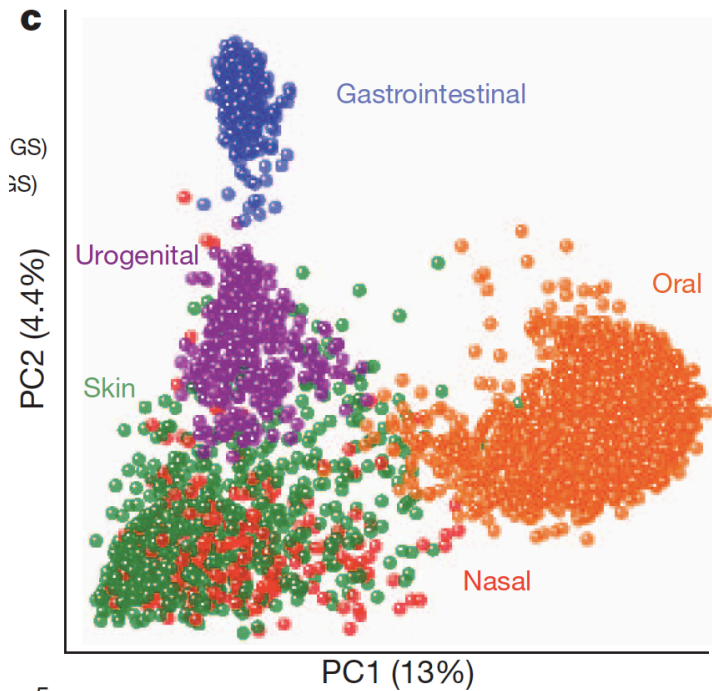 c
GS)
GS)
Gastrointestinal
Urogenital
Oral
Skin
Nasal
PC2 (4.4%)
PC1 (13%)